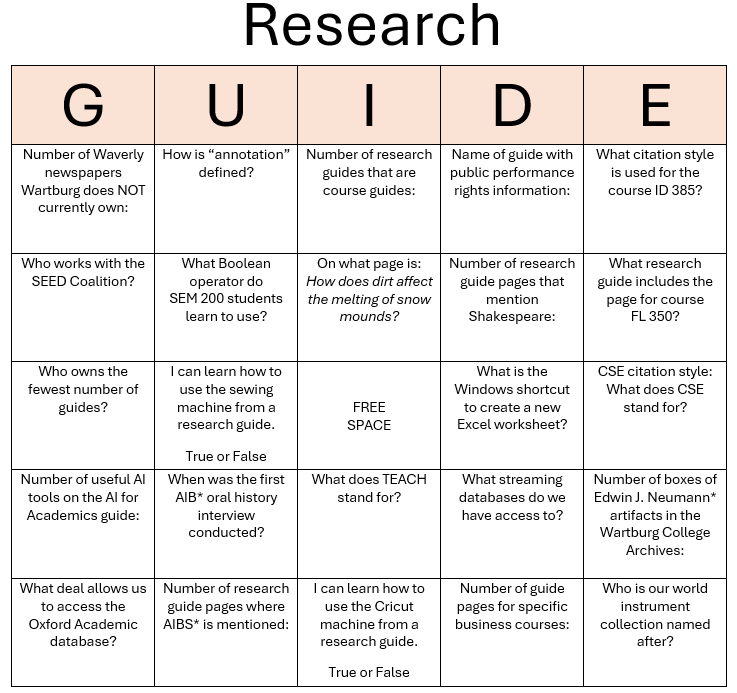 Research
G U I D E
Number of Waverly
newspapers
Wartburg does NOT
currently own:
How is “annotation”
defined?
Number of research
guides that are
course guides:
Name of guide with
public performance
rights information:
What citation style
is used for the
course ID 385?
Who works with the
SEED Coalition?
What Boolean
operator do
SEM 200 students
learn to use?
On what page is:
How does dirt affect
the melting of snow
mounds?
Number of research
guide pages that
mention
Shakespeare:
What research
guide includes the
page for course
FL 350?
Who owns the
fewest number of
guides?
I can learn how to
use the sewing
machine from a
research guide.
True or False
FREE
SPACE
What is the
Windows shortcut
to create a new
Excel worksheet?
CSE citation style:
What does CSE
stand for?
Number of useful AI
tools on the AI for
Academics guide:
When was the first
AIB* oral history
interview
conducted?
What does TEACH
stand for?
What streaming
databases do we
have access to?
Number of boxes of
Edwin J. Neumann*
artifacts in the
Wartburg College
Archives:
What deal allows us
to access the
Oxford Academic
database?
Number of research
guide pages where
AIBS* is mentioned:
I can learn how to
use the Cricut
machine from a
research guide.
True or False
Number of guide
pages for specific
business courses:
Who is our world
instrument
collection named
after?